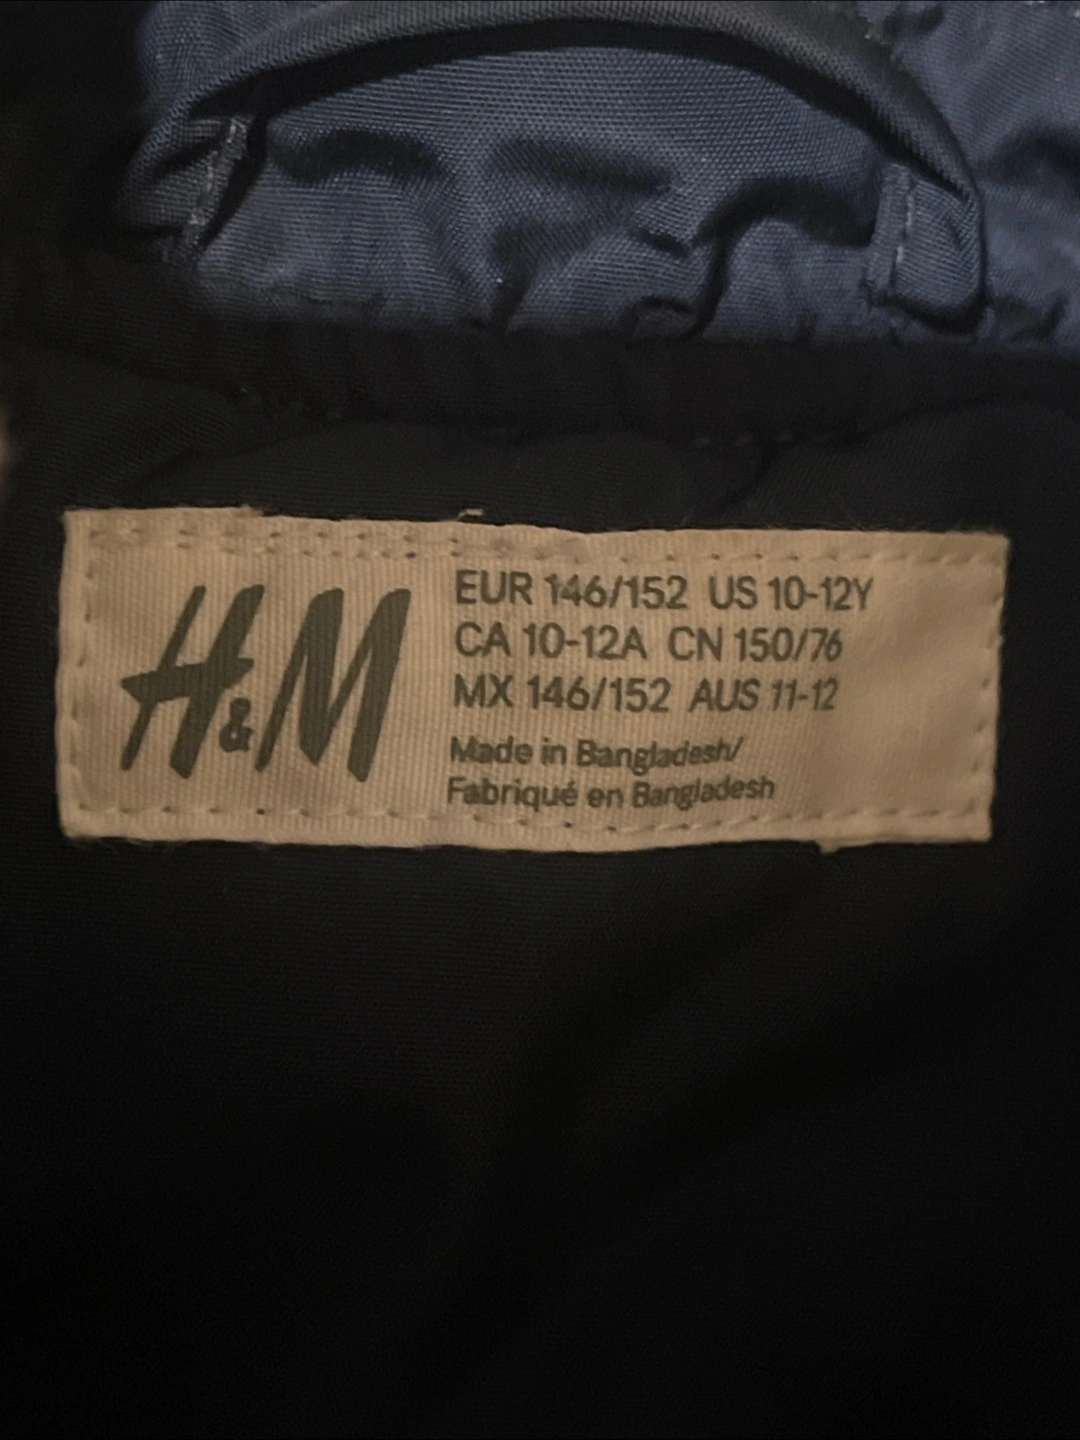 H&M
EUR 146/152 US 10-12Y
CA 10-12A CN 150/76
MX 146/152 AUS 11-12
Made in Bangladesh/
Fabriqué en Bangladesh